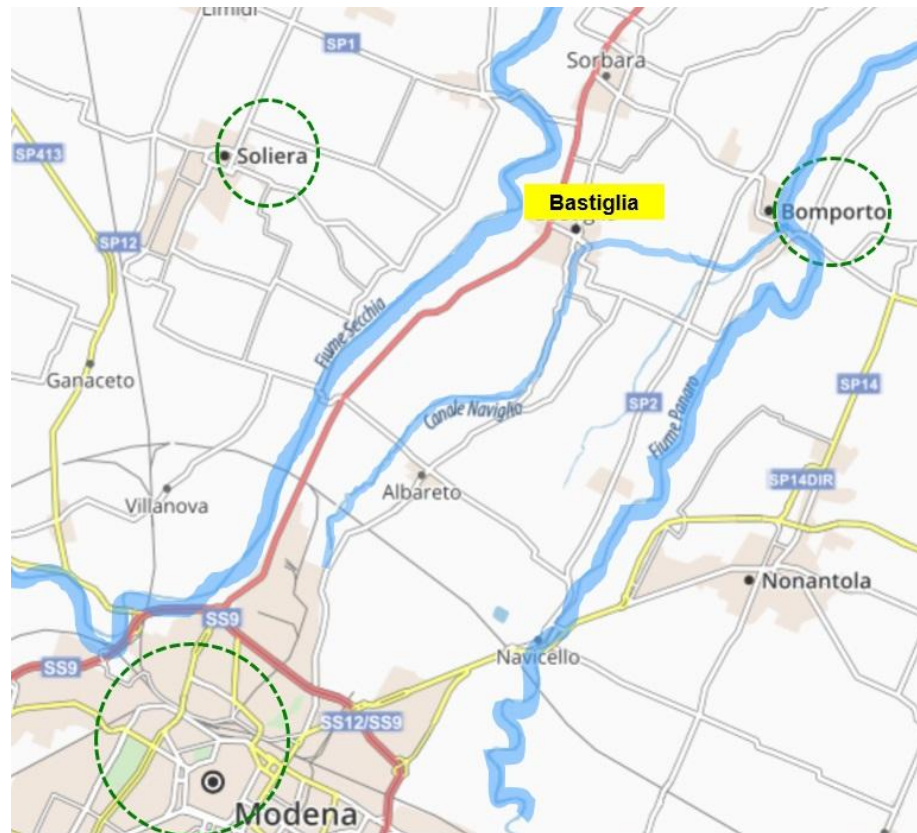 Limidi
SP1
Sorbara
SP413
Soliera
Bastiglia
Bomporto
SP12
Fiume Secchia
Ganaceto
SP14
Canale Naviglio
SP2
Fiume Panaro
Albareto
Villanova
SP14DIR
Nonantola
SS9
Navicello
SS9
SS12/SS9
Modena